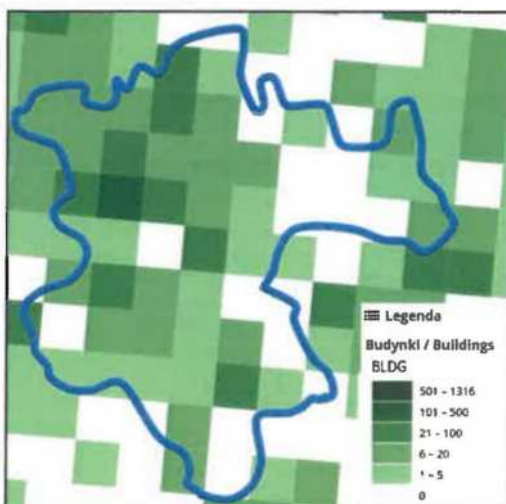 Legenda
Budynki / Buildings
BLDG
501 - 1316
101 - 500
21 - 100
6 - 20
1 - 5
0